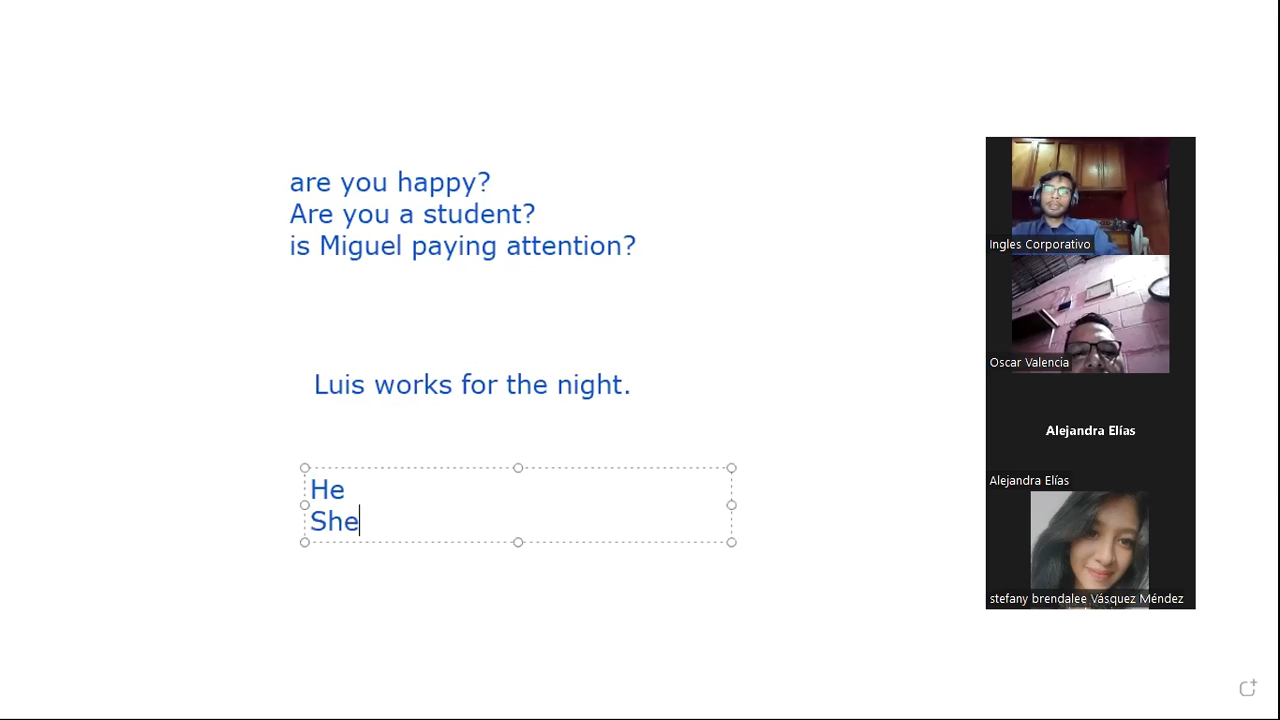 are you happy?
Are you a student?
is Miguel paying attention?
Luis works for the night.
He
She
Ingles Corporativo
Oscar Valencia
Alejandra Elías
Alejandra Elías
stefany brendalee Vásquez Méndez